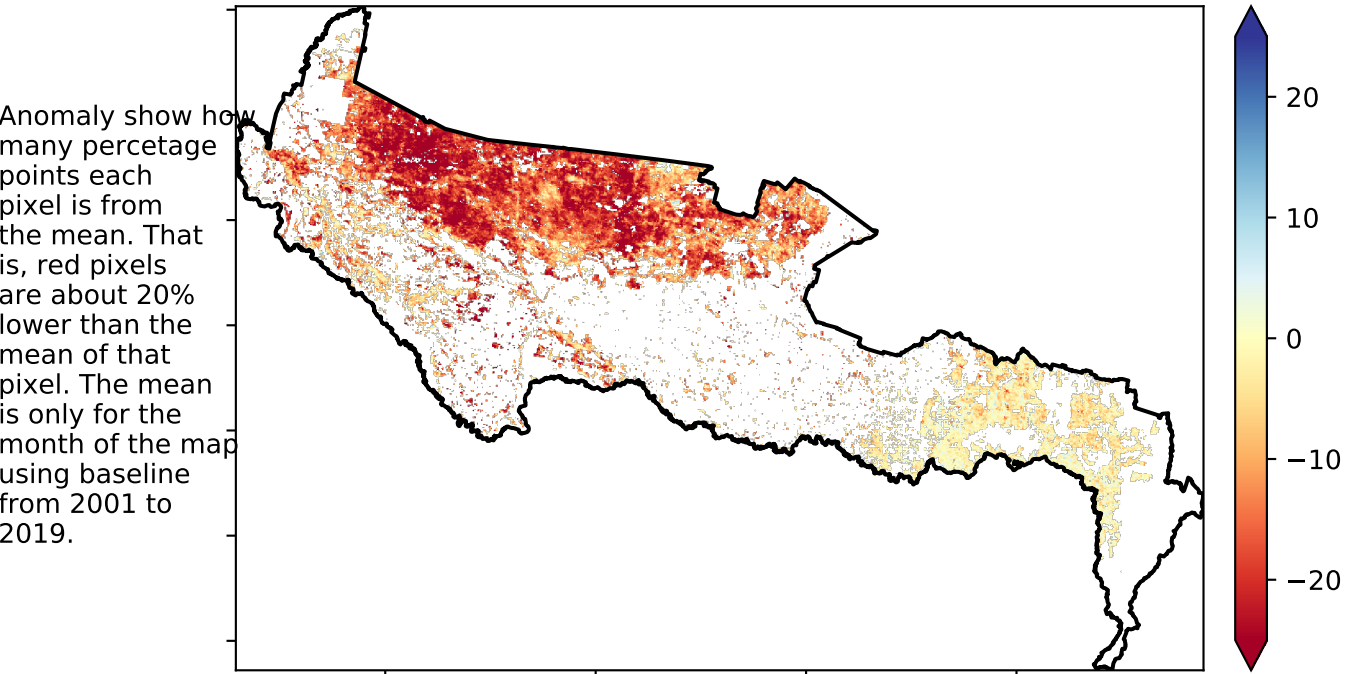 Anomaly show how
many percetage
points each
pixel is from
the mean. That
is, red pixels
are about 20%
lower than the
mean of that
pixel. The mean
is only for the
month of the map
using baseline
from 2001 to
2019.
20
10
0
−10
−20